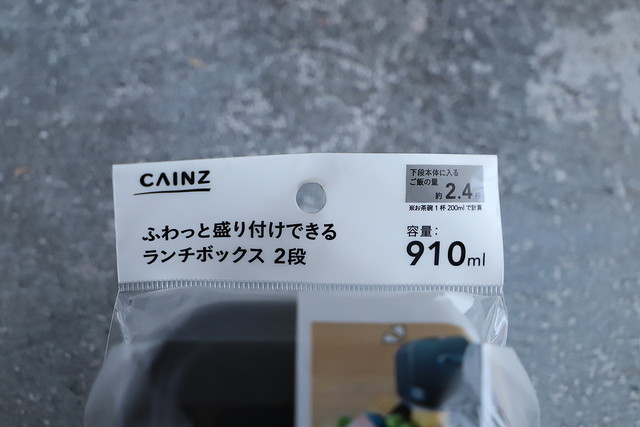 CAINZ
下段本体に入る
ご飯の量
約2.4杯
※お茶碗1杯200mlで計算
ふわっと盛り付けできる
ランチボックス 2段
容量：
910ml